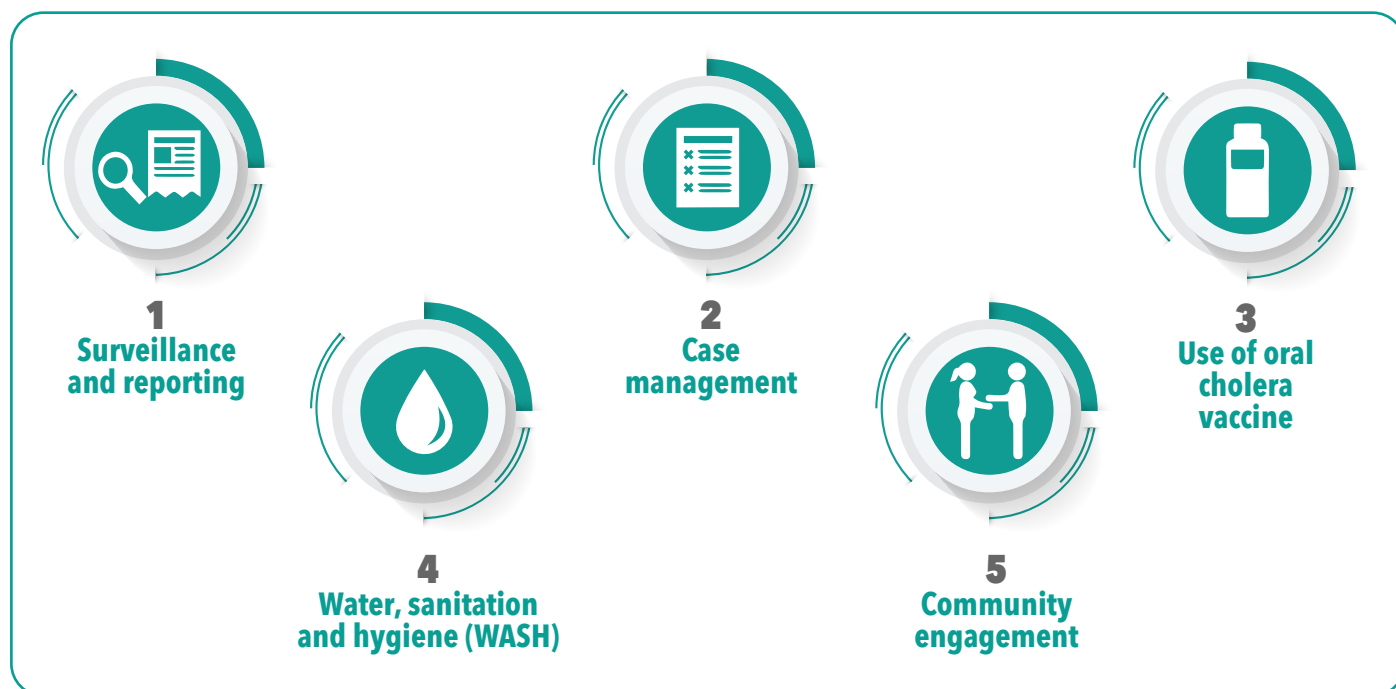 1
Surveillance
and reporting
2
Case
management
3
Use of oral
cholera
vaccine
4
Water, sanitation
and hygiene (WASH)
5
Community
engagement